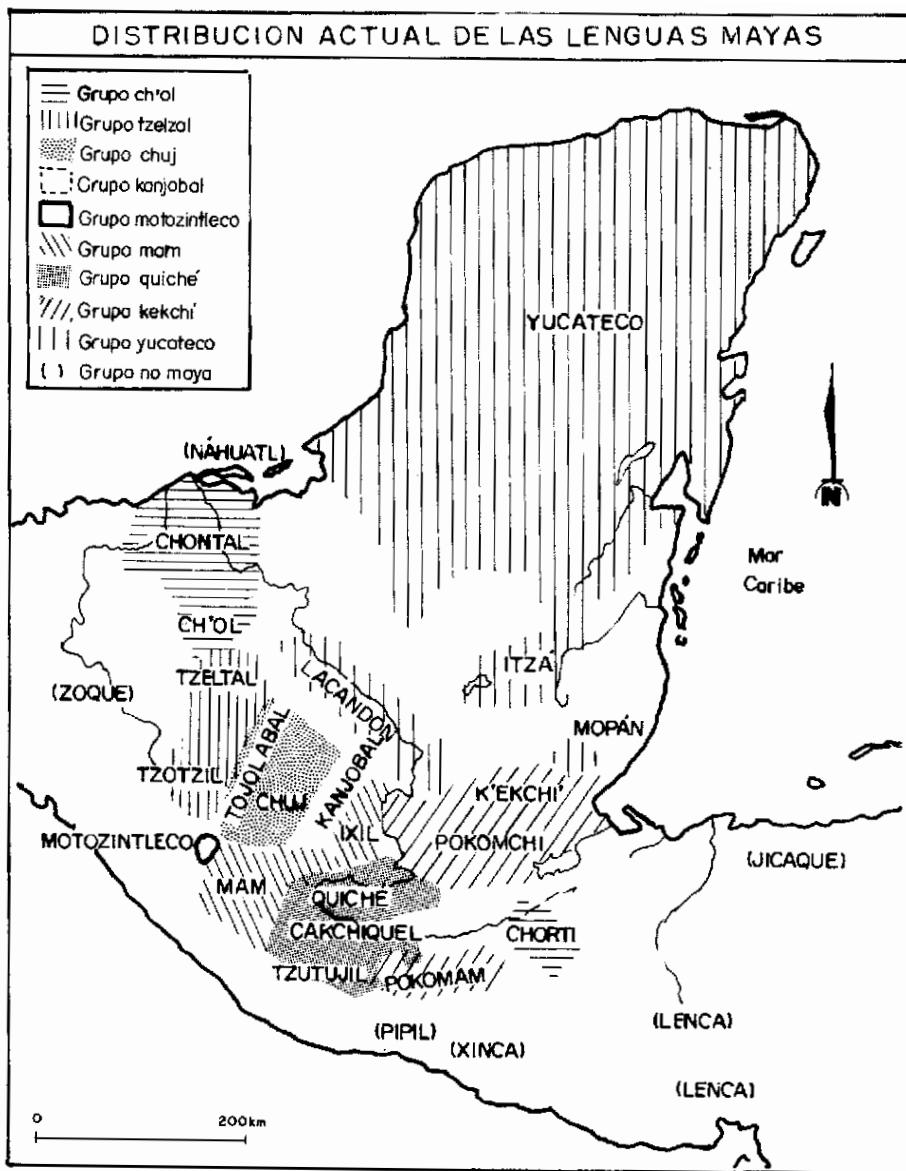 DISTRIBUCION ACTUAL DE LAS LENGUAS MAYAS
Grupo ch'ol
Grupo tzelzal
Grupo chuj
Grupo kanjobal
Grupo motozintleco
Grupo mam
Grupo quiché
Grupo kekchí
Grupo yucateco
( ) Grupo no maya
YUCATECO
(NÁHUATL)
N
CHONTAL
Mar
Caribe
CH'OL
ITZÁ
TZELTAL
LACANDON
(ZOQUE)
MOPÁN
TOJOLABAL
KANJOBAL
TZOTZIL
CHUJ
K'EKCHI'
IXIL
MOTOZINTLECO
POKOMCHI
(JICAQUE)
MAM
QUICHÉ
CAKCHIQUEL
CHORTI
TZUTUJIL
POKOMAM
(LENCA)
(PIPIL)
(XINCA)
(LENCA)
0 200km